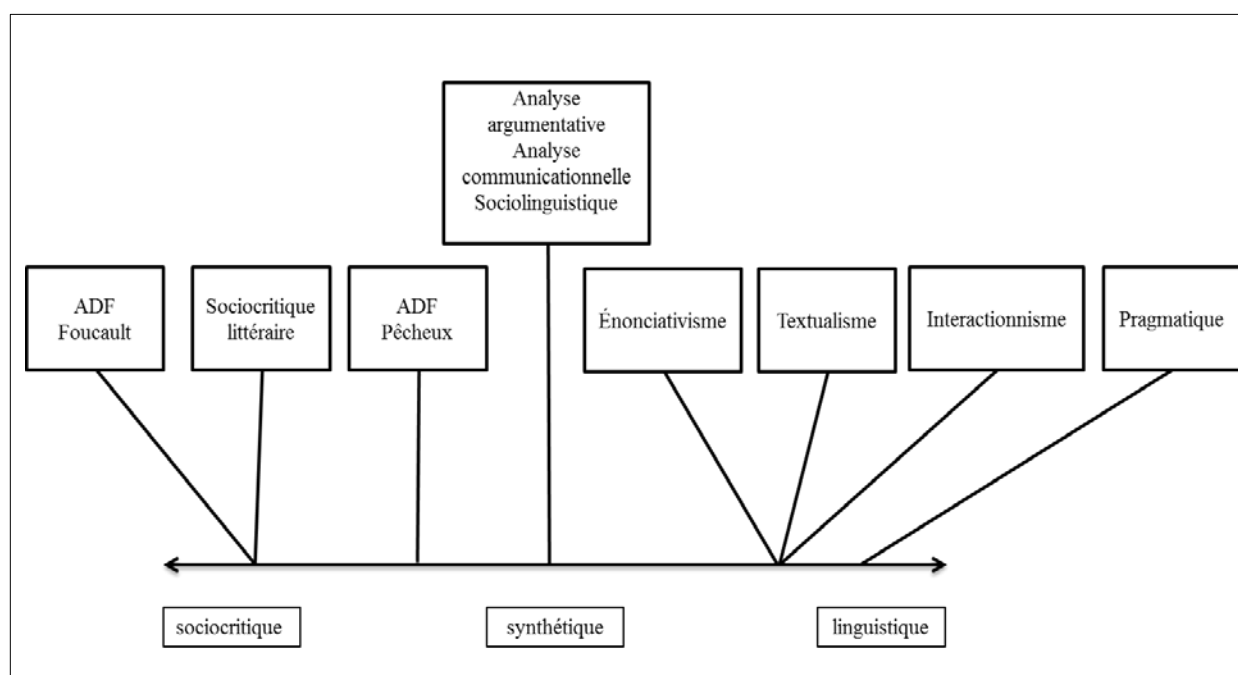 Analyse
argumentative
Analyse
communicationnelle
Sociolinguistique
ADF
Foucault
Sociocritique
littéraire
ADF
Pêcheux
Énonciativisme
Textualisme
Interactionnisme
Pragmatique
sociocritique
synthétique
linguistique